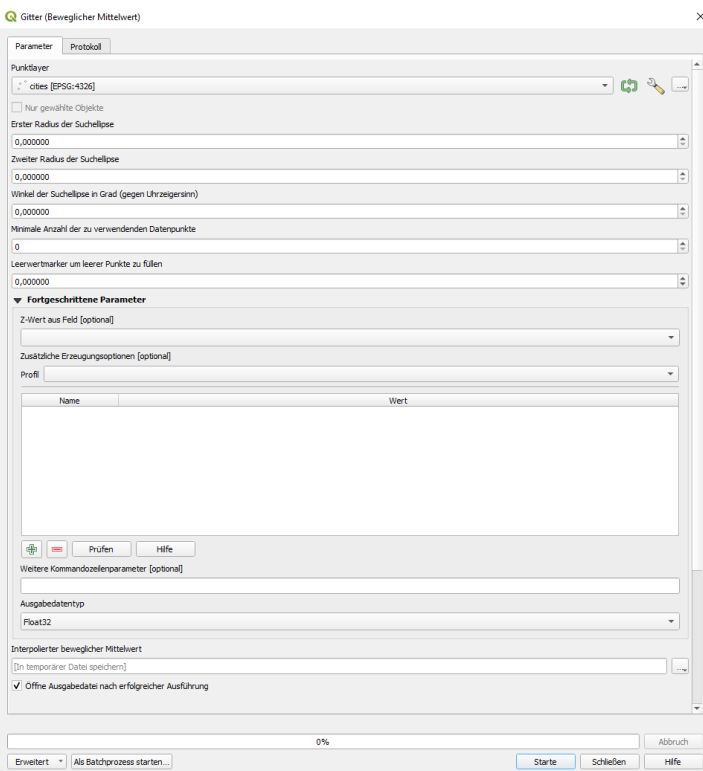 Gitter (Beweglicher Mittelwert)
Parameter Protokoll
Punktlayer
cities [EPSG:4326]
...
Nur gewählte Objekte
Erster Radius der Suchellipse
0,000000
Zweiter Radius der Suchellipse
0,000000
Winkel der Suchellipse in Grad (gegen Uhrzeigersinn)
0,000000
Minimale Anzahl der zu verwendenden Datenpunkte
0
Leerwertmarker um leerer Punkte zu füllen
0,000000
Fortgeschrittene Parameter
Z-Wert aus Feld [optional]
Zusätzliche Erzeugungsoptionen [optional]
Profil
Name Wert
Prüfen Hilfe
Weitere Kommandozeilenparameter [optional]
Ausgabedatentyp
Float32
Interpolierter beweglicher Mittelwert
[In temporärer Datei speichern] ...
Öffne Ausgabedatei nach erfolgreicher Ausführung
0% Abbruch
Erweitert Als Batchprozess starten... Starte Schließen Hilfe